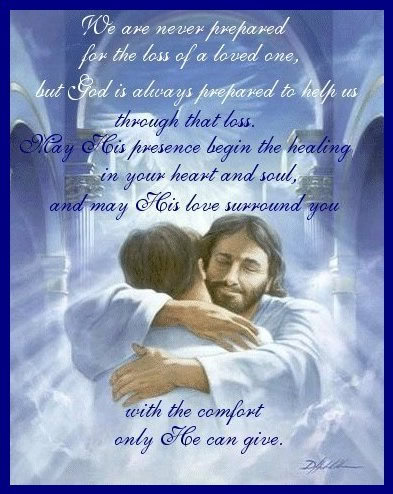 We are never prepared
for the loss of a loved one,
but God is always prepared to help us
through that loss.
May His presence begin the healing
in your heart and soul,
and may His love surround you
with the comfort
only He can give.